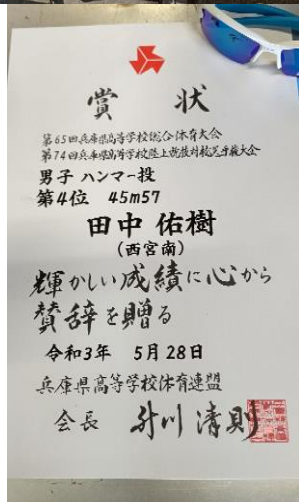 賞状
第65回兵庫県高等学校総合体育大会
第74回兵庫県高等学校陸上競技対校選手権大会
男子 ハンマー投
第4位 45m57
田中 佑樹
(西宮南)
輝かしい成績に心から
賛辞を贈る
令和3年 5月28日
兵庫県高等学校体育連盟
会長 川清則